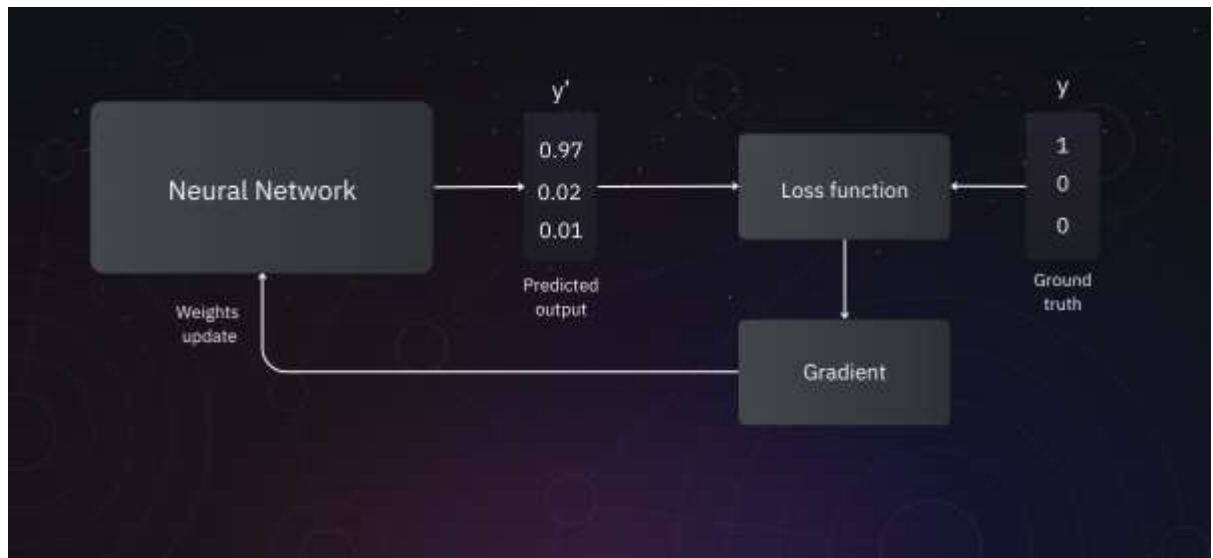 Neural Network
y'
0.97
0.02
0.01
Predicted
output
Loss function
y
1
0
0
Ground
truth
Weights
update
Gradient